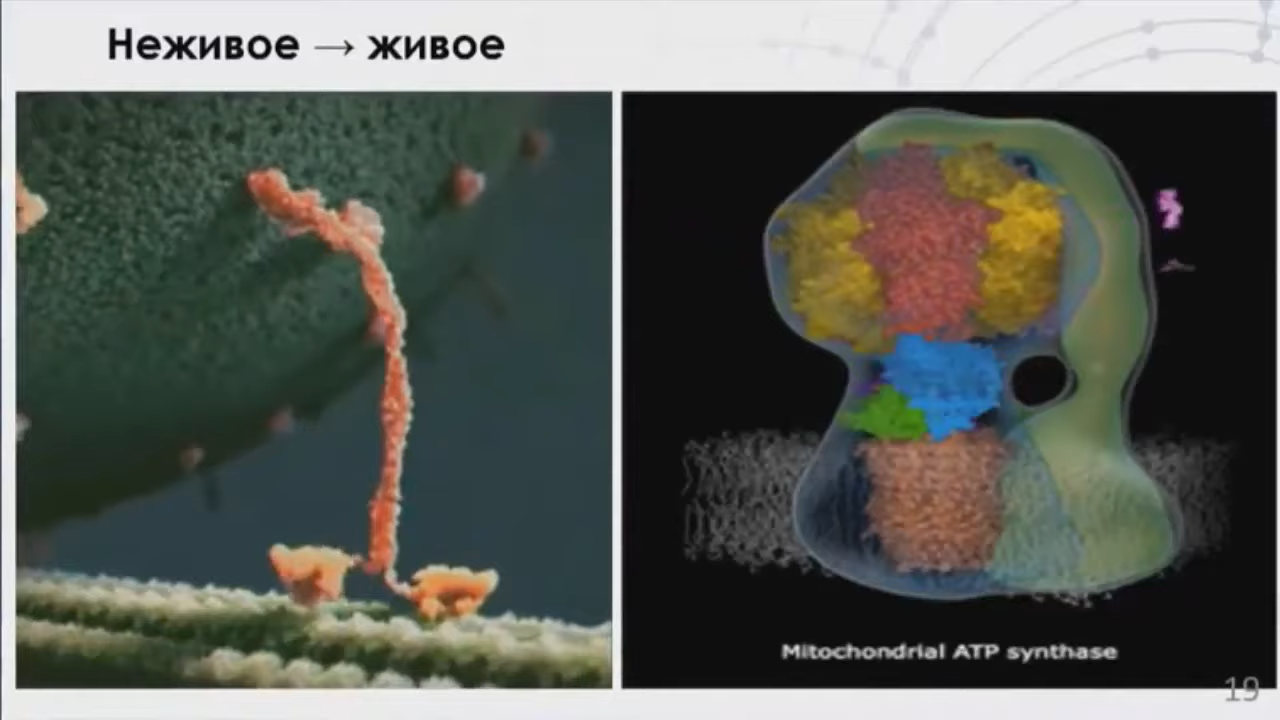 Неживое → живое
Mitochondrial ATP synthase
19